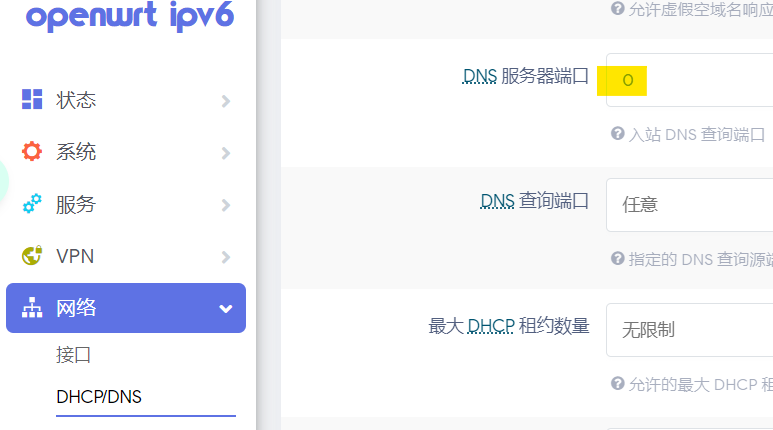 openwrt ipv6
状态
系统
服务
VPN
网络
接口
DHCP/DNS
允许虚假空域名响应
DNS 服务器端口
0
入站 DNS 查询端口
DNS 查询端口
任意
指定的 DNS 查询源端
最大 DHCP 租约数量
无限制
允许的最大 DHCP 租